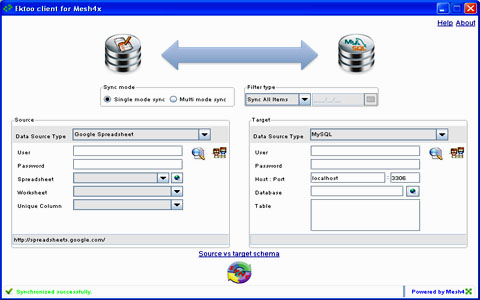 Ektoo client for Mesh4x
Help About
My
SQL
Sync mode
Single mode sync Multi mode sync
Filter type
Sync All Items
Source
Data Source Type Google Spreadsheet
User
Password
Spreadsheet
Worksheet
Unique Column
http://spreadsheets.google.com/
Target
Data Source Type MySQL
User
Password
Host : Port localhost : 3306
Database
Table
Source vs target schema
Synchronized successfully.
Powered by Mesh4X